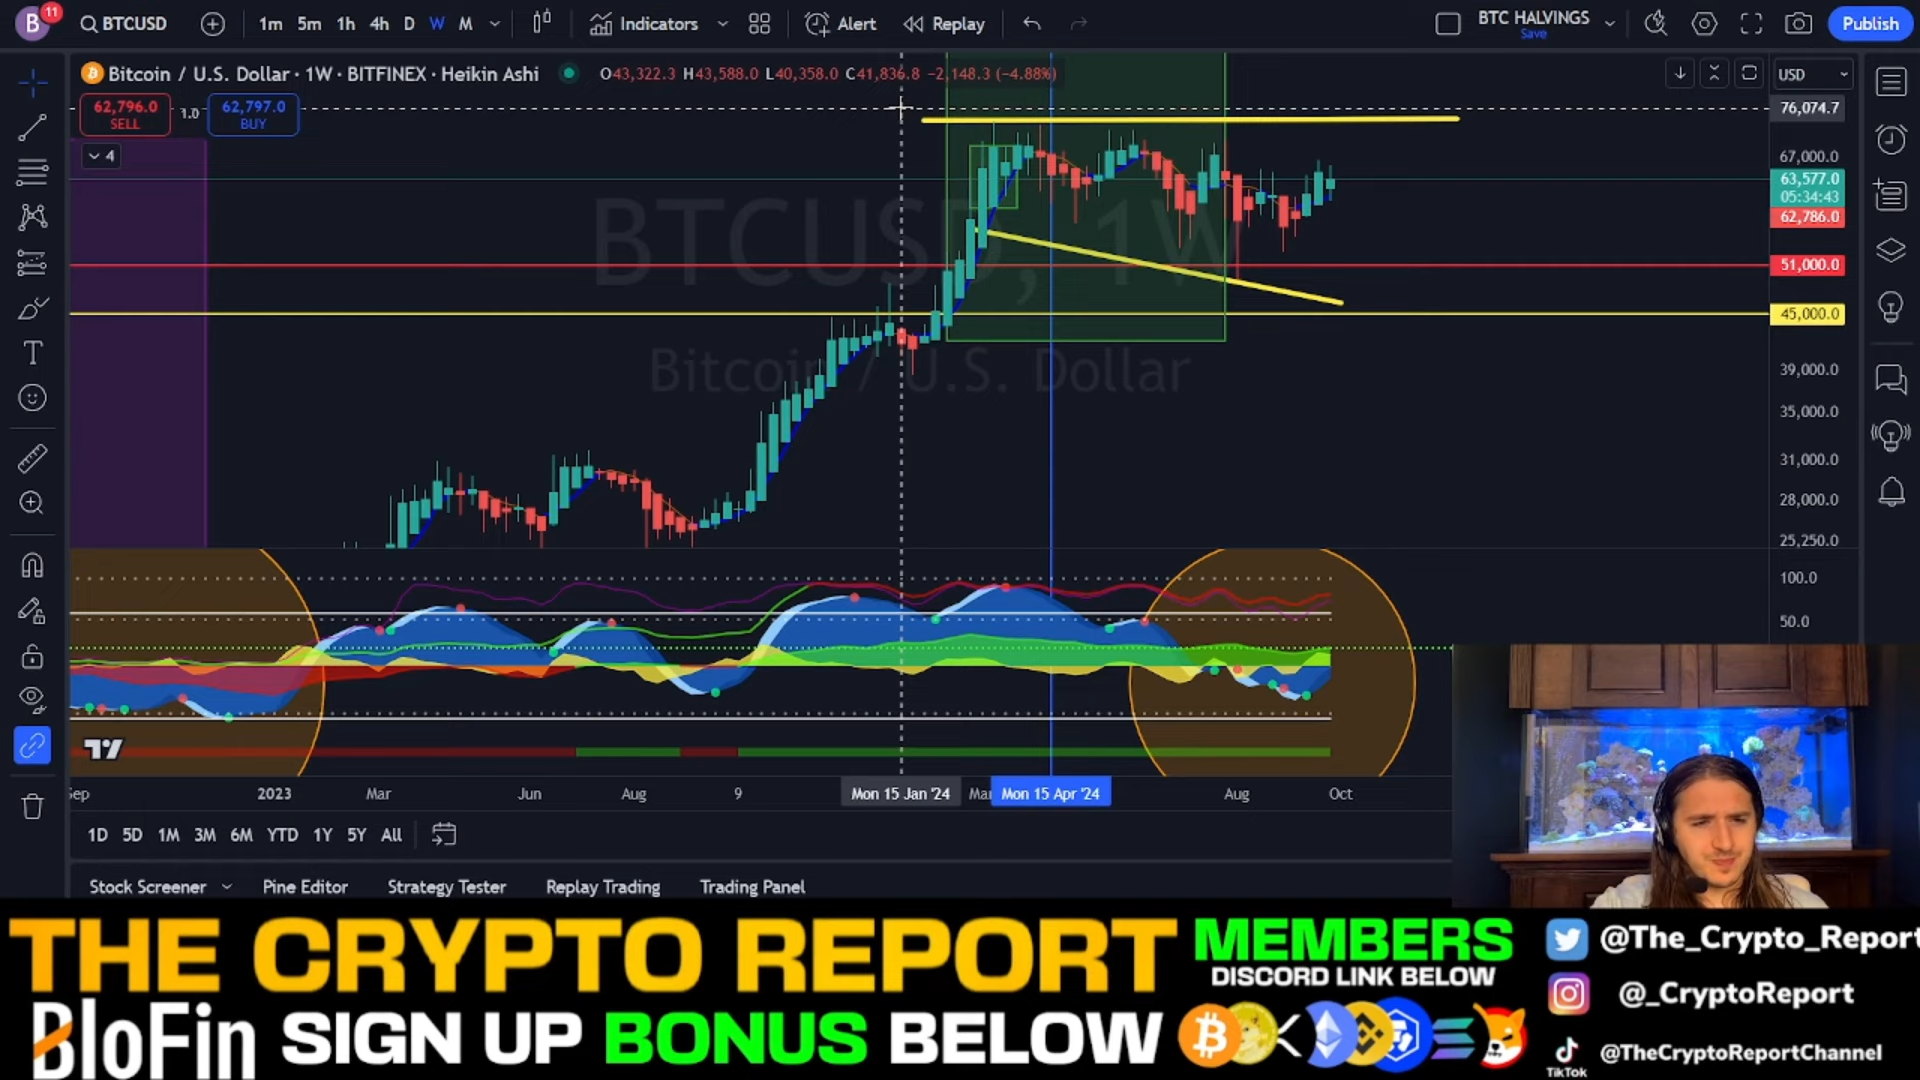 B 11 BTCUSD 1m 5m 1h 4h D W M Indicators Alert Replay BTC HALVINGS Save Publish
Bitcoin / U.S. Dollar · 1W · BITFINEX · Heikin Ashi O43,322.3 H43,588.0 L40,358.0 C41,836.8 −2,148.3 (−4.88%) USD
62,796.0 SELL 1.0 62,797.0 BUY
4
76,074.7
67,000.0
63,577.0
05:34:43
62,786.0
51,000.0
45,000.0
39,000.0
35,000.0
31,000.0
28,000.0
25,250.0
BTCUSD, 1W
Bitcoin / U.S. Dollar
100.0
50.0
2023 Mar Jun Aug 9 Mon 15 Jan '24 Mon 15 Apr '24 Aug Oct
1D 5D 1M 3M 6M YTD 1Y 5Y All
Stock Screener Pine Editor Strategy Tester Replay Trading Trading Panel
THE CRYPTO REPORT
MEMBERS
DISCORD LINK BELOW
@The_Crypto_Report
@_CryptoReport
BloFin SIGN UP BONUS BELOW
TikTok @TheCryptoReportChannel